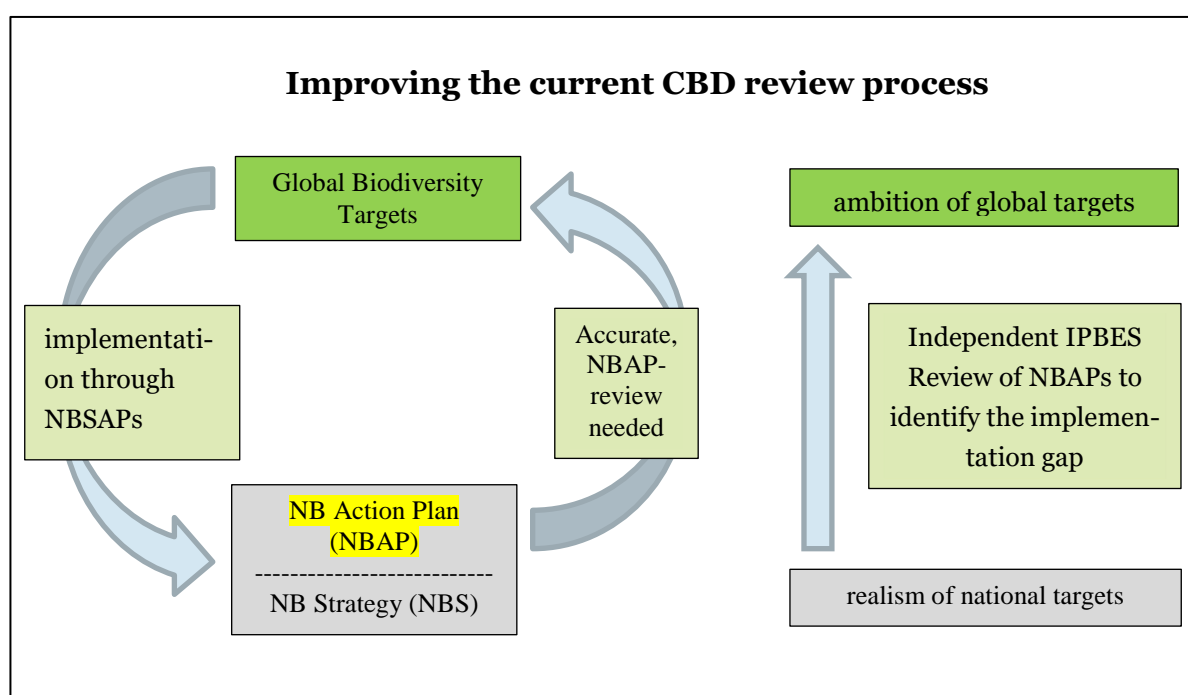 Improving the current CBD review process
Global Biodiversity
Targets
implementati-
on through
NBSAPs
Accurate,
NBAP-
review
needed
NB Action Plan
(NBAP)
---------------------------
NB Strategy (NBS)
ambition of global targets
Independent IPBES
Review of NBAPs to
identify the implemen-
tation gap
realism of national targets